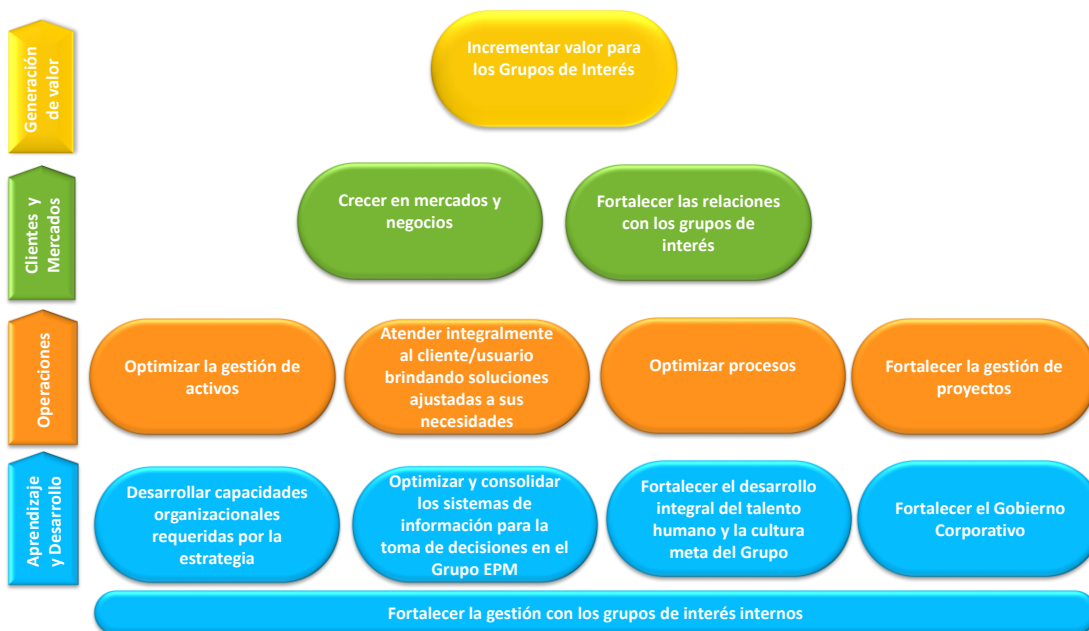 Generación
de valor
Incrementar valor para
los Grupos de Interés
Clientes y
Mercados
Crecer en mercados y
negocios
Fortalecer las relaciones
con los grupos de
interés
Operaciones
Optimizar la gestión de
activos
Atender integralmente
al cliente/usuario
brindando soluciones
ajustadas a sus
necesidades
Optimizar procesos
Fortalecer la gestión de
proyectos
Aprendizaje
y Desarrollo
Desarrollar capacidades
organizacionales
requeridas por la
estrategia
Optimizar y consolidar
los sistemas de
información para la
toma de decisiones en el
Grupo EPM
Fortalecer el desarrollo
integral del talento
humano y la cultura
meta del Grupo
Fortalecer el Gobierno
Corporativo
Fortalecer la gestión con los grupos de interés internos